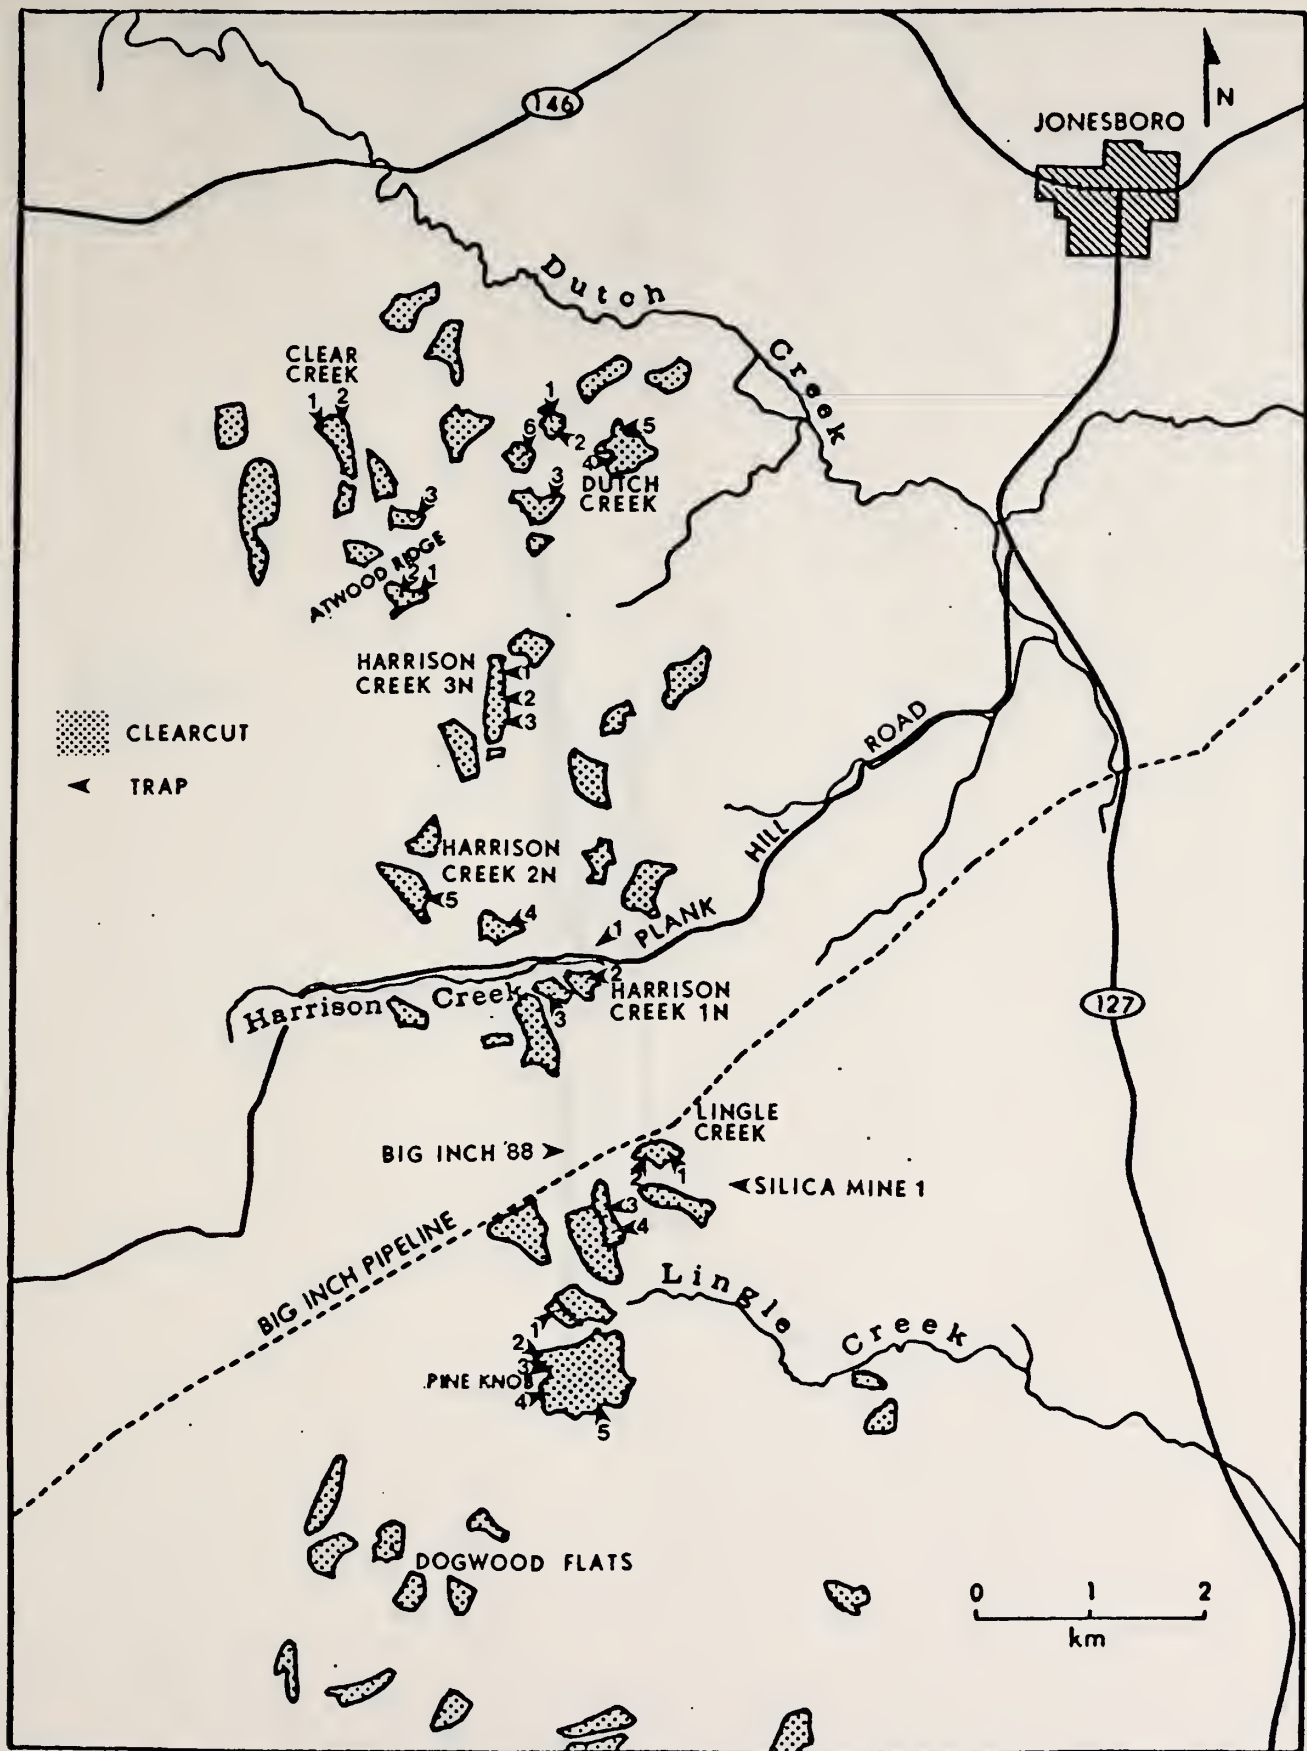 146
N
JONESBORO
Dutch Creek
CLEAR
CREEK
1 2
1
6
2
5
4
DUTCH
CREEK
3
3
ATWOOD RIDGE
2 1
HARRISON
CREEK 3N
1
2
3
CLEARCUT
TRAP
HARRISON
CREEK 2N
5
4
1
PLANK HILL ROAD
2
Harrison Creek
HARRISON
CREEK 1N
3
127
LINGLE
CREEK
BIG INCH '88
2 1
SILICA MINE 1
3
4
BIG INCH PIPELINE
Lingle Creek
1
2
3
PINE KNOB
4
5
DOGWOOD FLATS
0 1 2
km